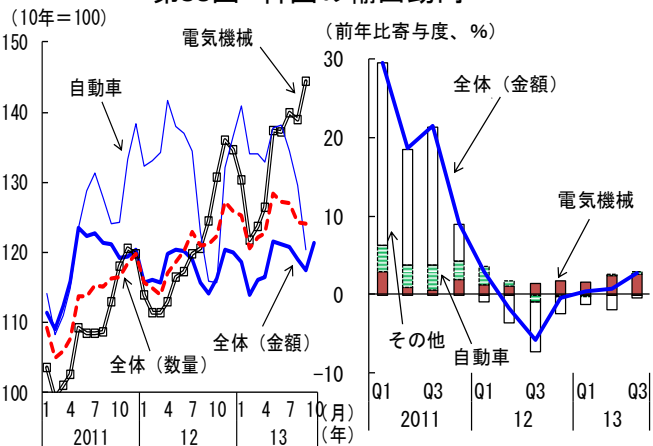 (10年=100)
150
140
130
120
110
100
電気機械
自動車
全体（数量）
全体（金額）
1 4 7 10 1 4 7 10 1 4 7 10 (月)
2011 12 13 (年)
(前年比寄与度、%)
30
20
10
0
-10
全体（金額）
電気機械
その他
自動車
Q1 Q3 Q1 Q3 Q1 Q3
2011 12 13